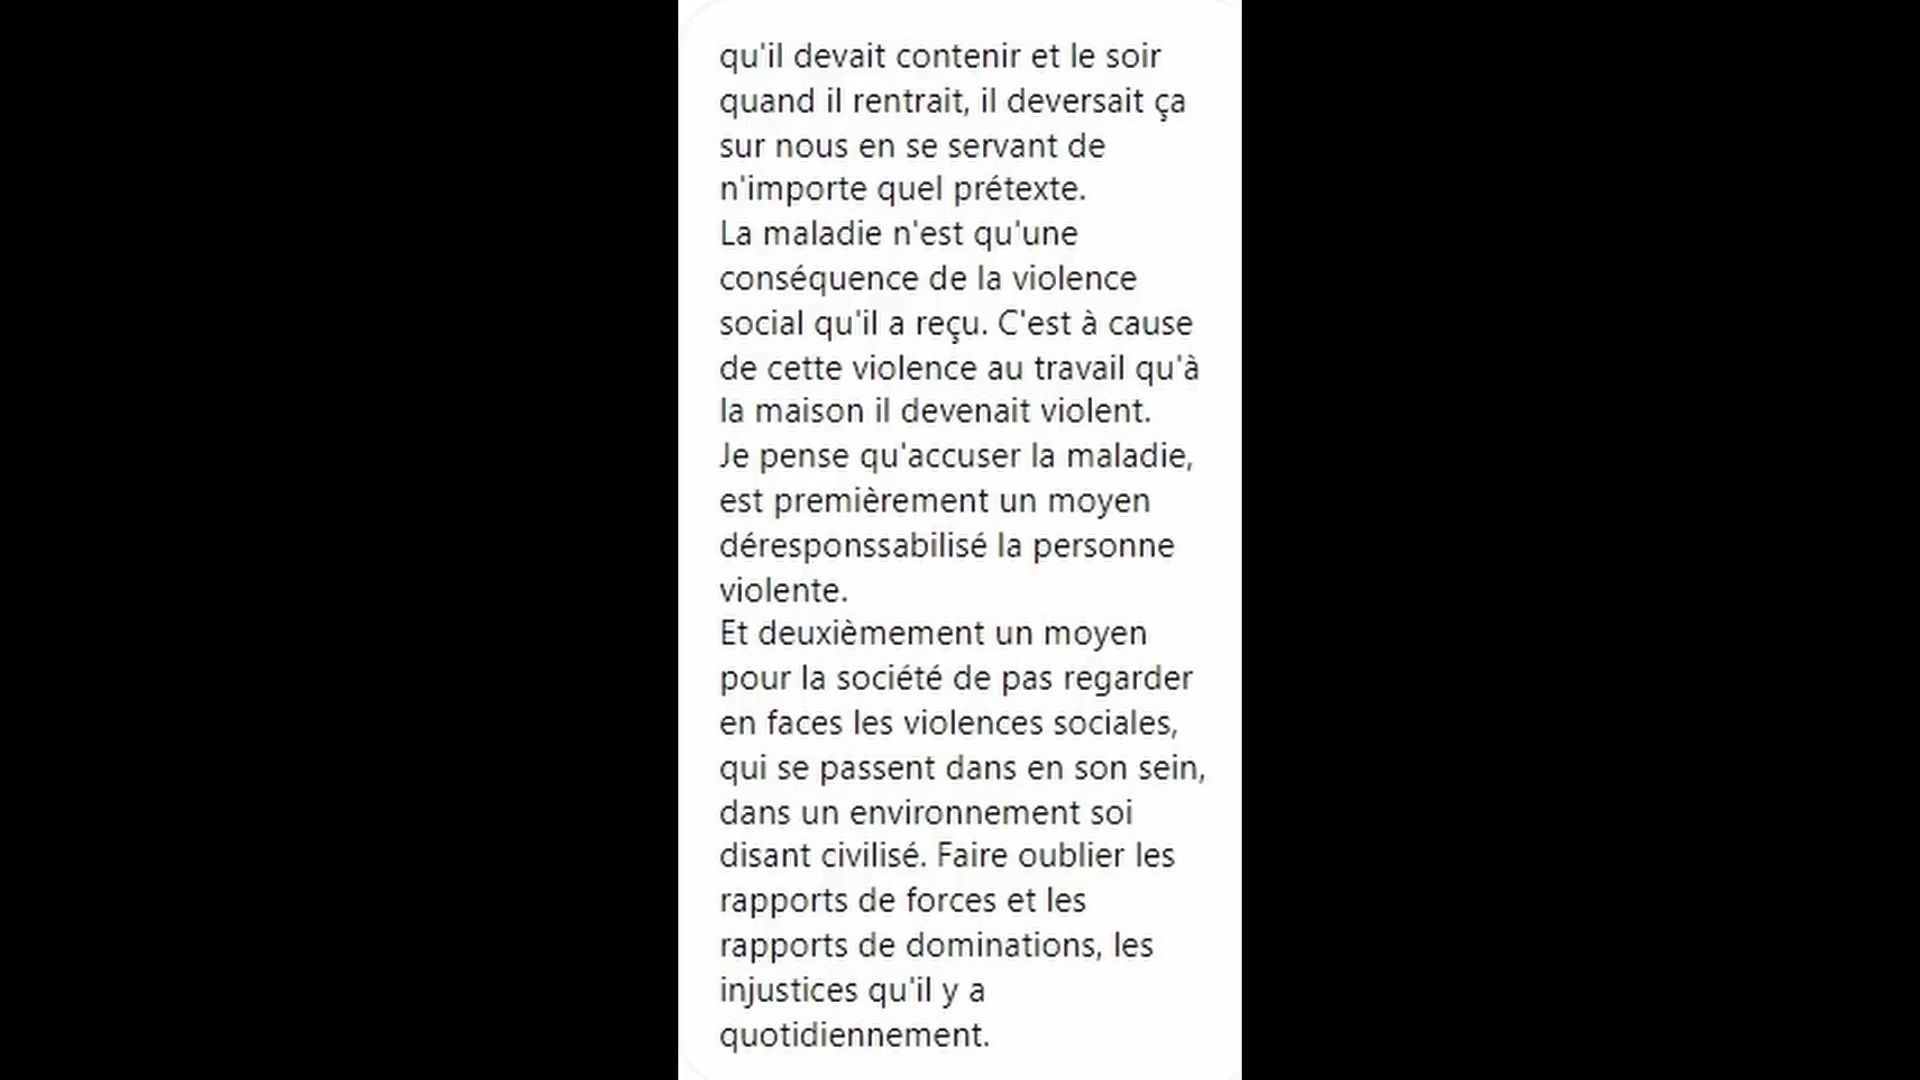 qu'il devait contenir et le soir
quand il rentrait, il deversait ça
sur nous en se servant de
n'importe quel prétexte.
La maladie n'est qu'une
conséquence de la violence
social qu'il a reçu. C'est à cause
de cette violence au travail qu'à
la maison il devenait violent.
Je pense qu'accuser la maladie,
est premièrement un moyen
déresponssabilisé la personne
violente.
Et deuxièmement un moyen
pour la société de pas regarder
en faces les violences sociales,
qui se passent dans en son sein,
dans un environnement soi
disant civilisé. Faire oublier les
rapports de forces et les
rapports de dominations, les
injustices qu'il y a
quotidiennement.